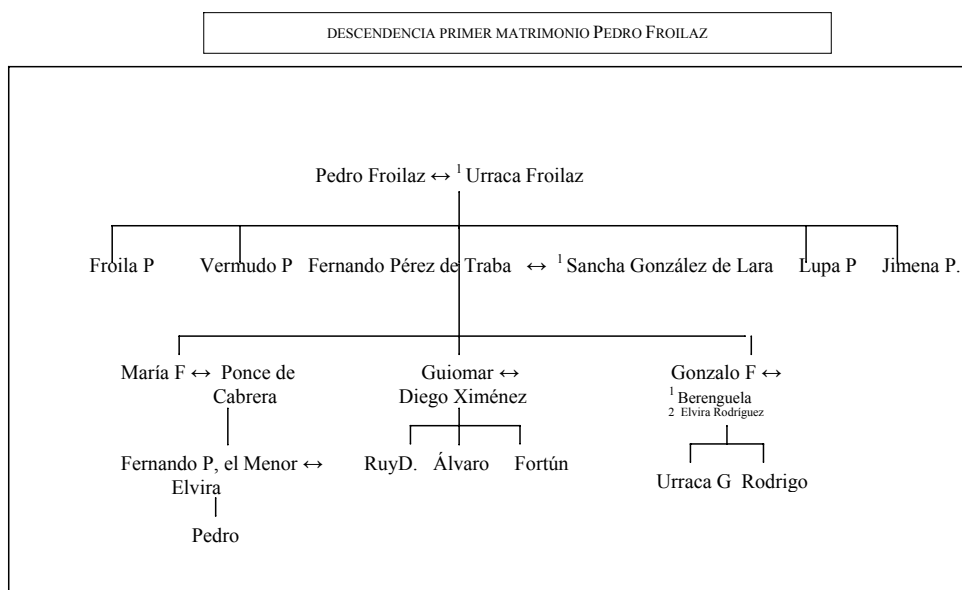 DESCENDENCIA PRIMER MATRIMONIO PEDRO FROILAZ
Pedro Froilaz ↔ ¹ Urraca Froilaz
Froila P Vermudo P Fernando Pérez de Traba ↔ ¹ Sancha González de Lara Lupa P Jimena P.
María F ↔ Ponce de
Cabrera
Guiomar ↔
Diego Ximénez
Gonzalo F ↔
¹ Berenguela
² Elvira Rodríguez
Fernando P, el Menor ↔
Elvira
RuyD. Álvaro Fortún
Urraca G Rodrigo
Pedro